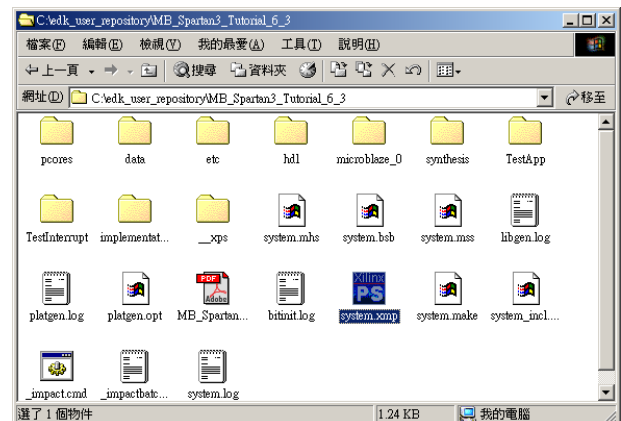 C:\edk_user_repository\MB_Spartan3_Tutorial_6_3
檔案(F) 編輯(E) 檢視(V) 我的最愛(A) 工具(T) 說明(H)
上一頁 搜尋 資料夾
網址(D) C:\edk_user_repository\MB_Spartan3_Tutorial_6_3 移至
pcores data etc hdl microblaze_0 synthesis TestApp
TestInterrupt implementat... __xps system.mhs system.bsb system.mss libgen.log
PDF
Adobe
Xilinx
PS
platgen.log platgen.opt MB_Spartan... bitinit.log system.xmp system.make system_incl....
_impact.cmd _impactbatc... system.log
選了 1 個物件 1.24 KB 我的電腦